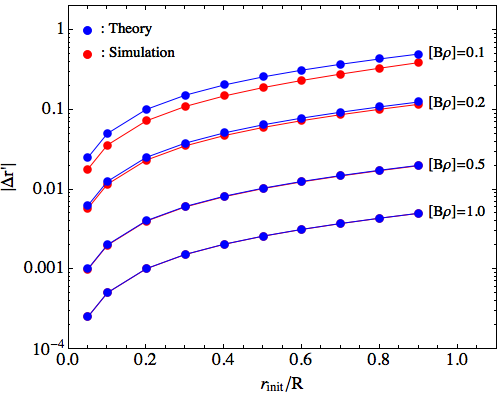 1
: Theory
: Simulation
[Bρ]=0.1
[Bρ]=0.2
0.1
|Δr'|
0.01
[Bρ]=0.5
[Bρ]=1.0
0.001
10⁻⁴
0.0 0.2 0.4 0.6 0.8 1.0
r_init/R